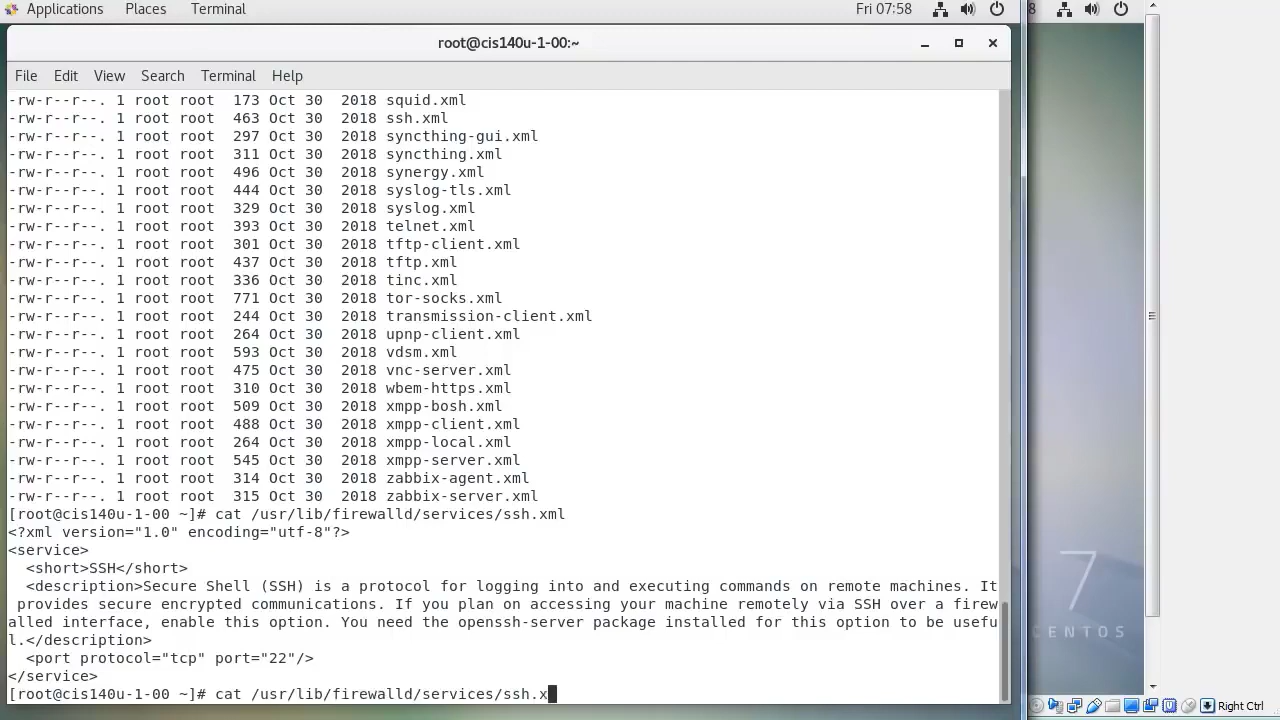 Applications Places Terminal Fri 07:58 8
root@cis140u-1-00:~
File Edit View Search Terminal Help
-rw-r--r--. 1 root root  173 Oct 30  2018 squid.xml
-rw-r--r--. 1 root root  463 Oct 30  2018 ssh.xml
-rw-r--r--. 1 root root  297 Oct 30  2018 syncthing-gui.xml
-rw-r--r--. 1 root root  311 Oct 30  2018 syncthing.xml
-rw-r--r--. 1 root root  496 Oct 30  2018 synergy.xml
-rw-r--r--. 1 root root  444 Oct 30  2018 syslog-tls.xml
-rw-r--r--. 1 root root  329 Oct 30  2018 syslog.xml
-rw-r--r--. 1 root root  393 Oct 30  2018 telnet.xml
-rw-r--r--. 1 root root  301 Oct 30  2018 tftp-client.xml
-rw-r--r--. 1 root root  437 Oct 30  2018 tftp.xml
-rw-r--r--. 1 root root  336 Oct 30  2018 tinc.xml
-rw-r--r--. 1 root root  771 Oct 30  2018 tor-socks.xml
-rw-r--r--. 1 root root  244 Oct 30  2018 transmission-client.xml
-rw-r--r--. 1 root root  264 Oct 30  2018 upnp-client.xml
-rw-r--r--. 1 root root  593 Oct 30  2018 vdsm.xml
-rw-r--r--. 1 root root  475 Oct 30  2018 vnc-server.xml
-rw-r--r--. 1 root root  310 Oct 30  2018 wbem-https.xml
-rw-r--r--. 1 root root  509 Oct 30  2018 xmpp-bosh.xml
-rw-r--r--. 1 root root  488 Oct 30  2018 xmpp-client.xml
-rw-r--r--. 1 root root  264 Oct 30  2018 xmpp-local.xml
-rw-r--r--. 1 root root  545 Oct 30  2018 xmpp-server.xml
-rw-r--r--. 1 root root  314 Oct 30  2018 zabbix-agent.xml
-rw-r--r--. 1 root root  315 Oct 30  2018 zabbix-server.xml
[root@cis140u-1-00 ~]# cat /usr/lib/firewalld/services/ssh.xml
<?xml version="1.0" encoding="utf-8"?>
<service>
  <short>SSH</short>
  <description>Secure Shell (SSH) is a protocol for logging into and executing commands on remote machines. It
 provides secure encrypted communications. If you plan on accessing your machine remotely via SSH over a firew
alled interface, enable this option. You need the openssh-server package installed for this option to be usefu
l.</description>
  <port protocol="tcp" port="22"/>
</service>
[root@cis140u-1-00 ~]# cat /usr/lib/firewalld/services/ssh.x
7
CENTOS
Right Ctrl